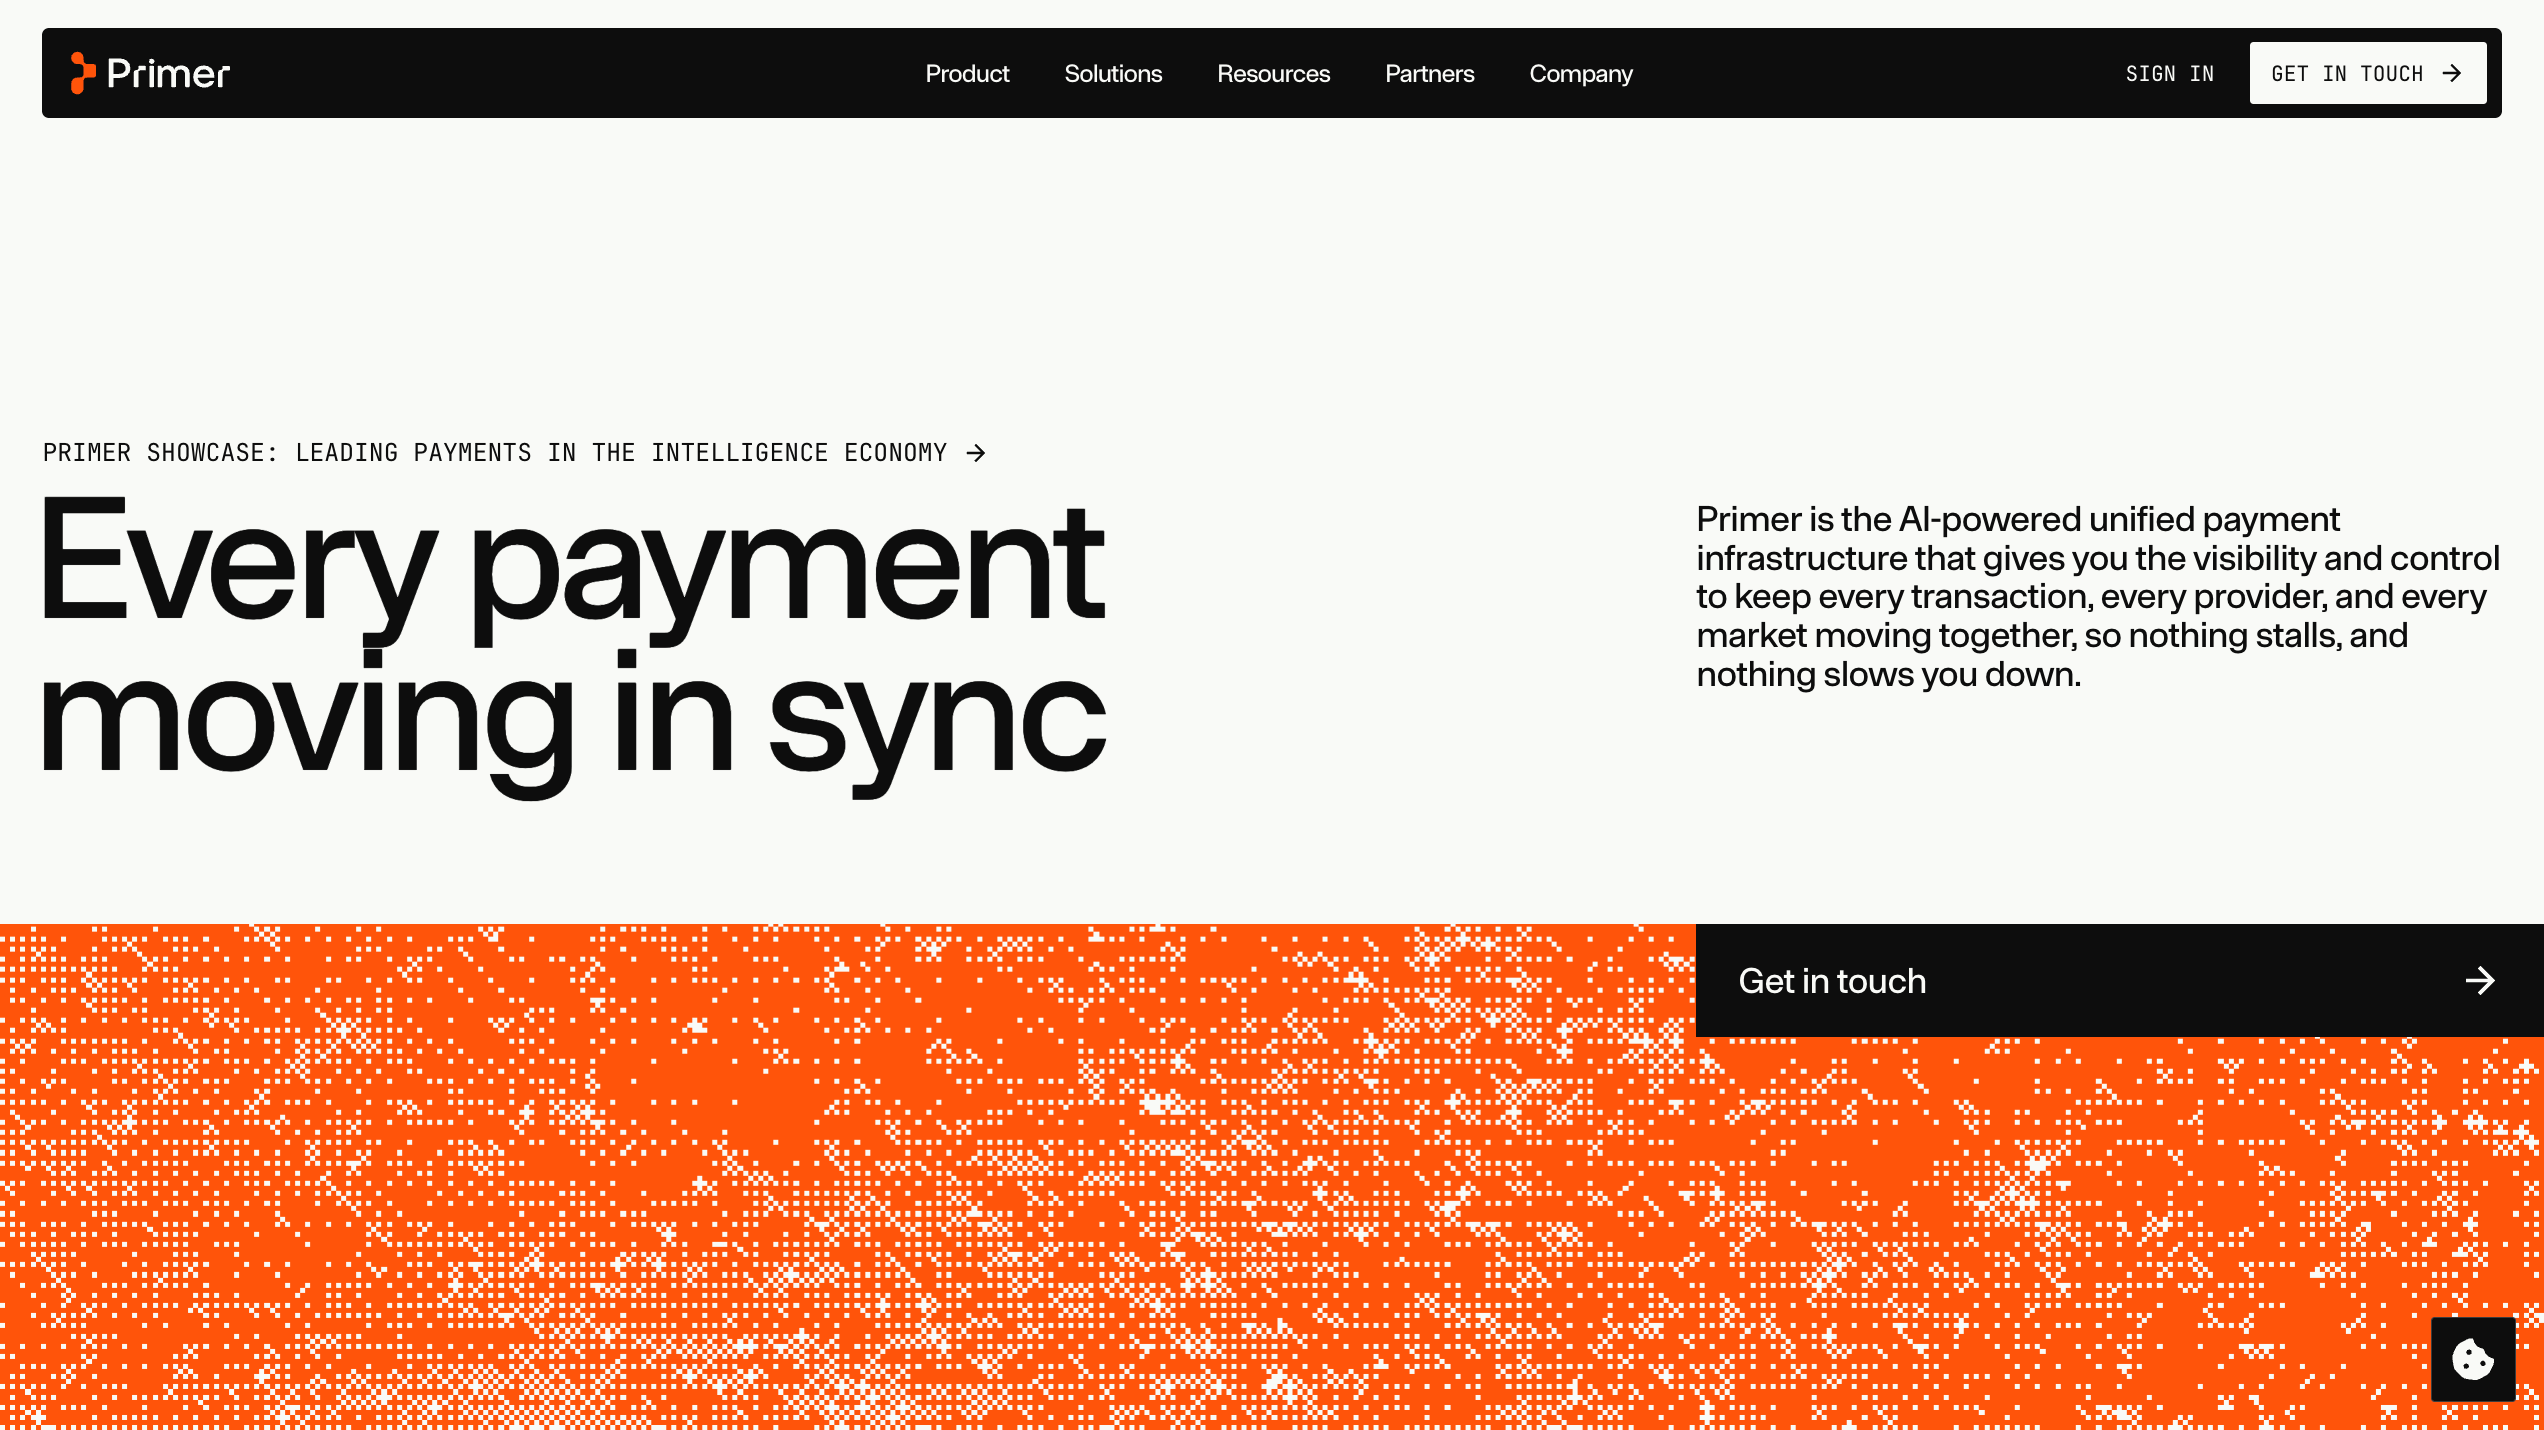 Primer
Product
Solutions
Resources
Partners
Company
SIGN IN
GET IN TOUCH →
PRIMER SHOWCASE: LEADING PAYMENTS IN THE INTELLIGENCE ECONOMY →
Every payment
moving in sync
Primer is the AI-powered unified payment
infrastructure that gives you the visibility and control
to keep every transaction, every provider, and every
market moving together, so nothing stalls, and
nothing slows you down.
Get in touch →